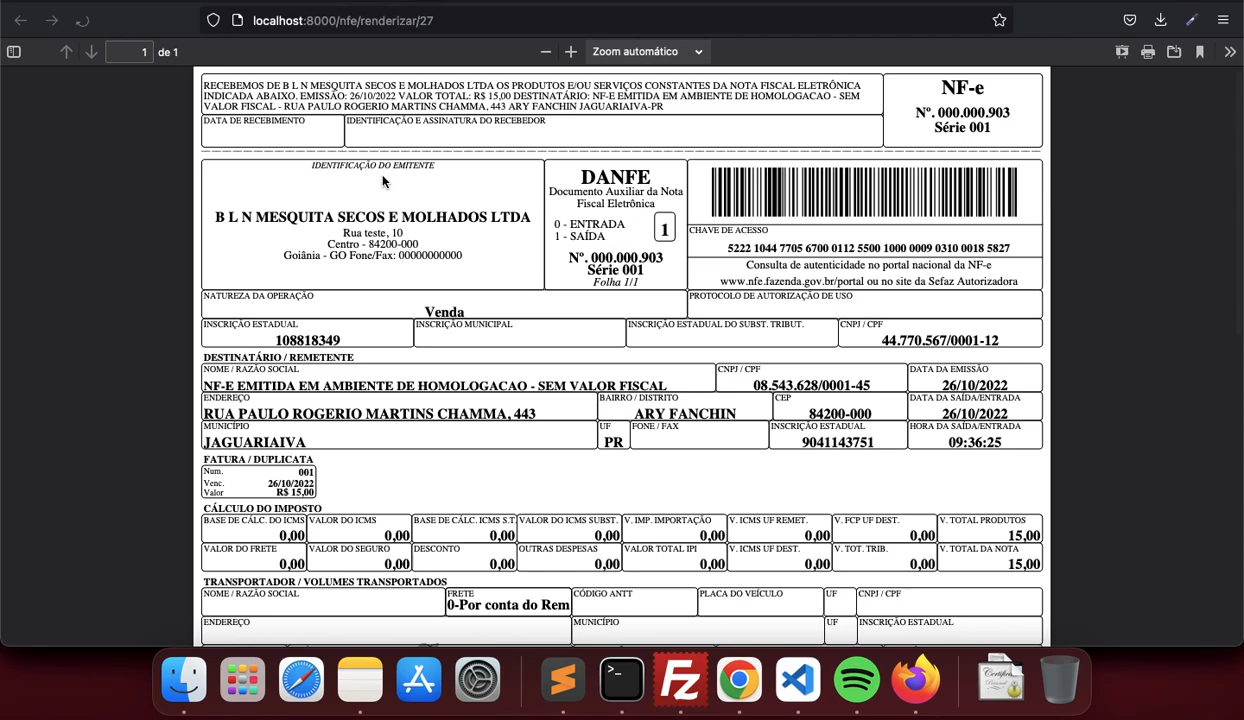 localhost:8000/nfe/renderizar/27
1 de 1
Zoom automático
RECEBEMOS DE B L N MESQUITA SECOS E MOLHADOS LTDA OS PRODUTOS E/OU SERVIÇOS CONSTANTES DA NOTA FISCAL ELETRÔNICA
INDICADA ABAIXO. EMISSÃO: 26/10/2022 VALOR TOTAL: R$ 15,00 DESTINATÁRIO: NF-E EMITIDA EM AMBIENTE DE HOMOLOGACAO - SEM
VALOR FISCAL - RUA PAULO ROGERIO MARTINS CHAMMA, 443 ARY FANCHIN JAGUARIAIVA-PR
NF-e
Nº. 000.000.903
Série 001
DATA DE RECEBIMENTO
IDENTIFICAÇÃO E ASSINATURA DO RECEBEDOR
IDENTIFICAÇÃO DO EMITENTE
B L N MESQUITA SECOS E MOLHADOS LTDA
Rua teste, 10
Centro - 84200-000
Goiânia - GO Fone/Fax: 00000000000
DANFE
Documento Auxiliar da Nota
Fiscal Eletrônica
0 - ENTRADA
1 - SAÍDA
1
Nº. 000.000.903
Série 001
Folha 1/1
CHAVE DE ACESSO
5222 1044 7705 6700 0112 5500 1000 0009 0310 0018 5827
Consulta de autenticidade no portal nacional da NF-e
www.nfe.fazenda.gov.br/portal ou no site da Sefaz Autorizadora
NATUREZA DA OPERAÇÃO
Venda
PROTOCOLO DE AUTORIZAÇÃO DE USO
INSCRIÇÃO ESTADUAL
108818349
INSCRIÇÃO MUNICIPAL
INSCRIÇÃO ESTADUAL DO SUBST. TRIBUT.
CNPJ / CPF
44.770.567/0001-12
DESTINATÁRIO / REMETENTE
NOME / RAZÃO SOCIAL
NF-E EMITIDA EM AMBIENTE DE HOMOLOGACAO - SEM VALOR FISCAL
CNPJ / CPF
08.543.628/0001-45
DATA DA EMISSÃO
26/10/2022
ENDEREÇO
RUA PAULO ROGERIO MARTINS CHAMMA, 443
BAIRRO / DISTRITO
ARY FANCHIN
CEP
84200-000
DATA DA SAÍDA/ENTRADA
26/10/2022
MUNICÍPIO
JAGUARIAIVA
UF
PR
FONE / FAX
INSCRIÇÃO ESTADUAL
9041143751
HORA DA SAÍDA/ENTRADA
09:36:25
FATURA / DUPLICATA
Num. 001
Venc. 26/10/2022
Valor R$ 15,00
CÁLCULO DO IMPOSTO
BASE DE CÁLC. DO ICMS
0,00
VALOR DO ICMS
0,00
BASE DE CÁLC. ICMS S.T.
0,00
VALOR DO ICMS SUBST.
0,00
V. IMP. IMPORTAÇÃO
0,00
V. ICMS UF REMET.
0,00
V. FCP UF DEST.
0,00
V. TOTAL PRODUTOS
15,00
VALOR DO FRETE
0,00
VALOR DO SEGURO
0,00
DESCONTO
0,00
OUTRAS DESPESAS
0,00
VALOR TOTAL IPI
0,00
V. ICMS UF DEST.
0,00
V. TOT. TRIB.
0,00
V. TOTAL DA NOTA
15,00
TRANSPORTADOR / VOLUMES TRANSPORTADOS
NOME / RAZÃO SOCIAL
FRETE
0-Por conta do Rem
CÓDIGO ANTT
PLACA DO VEÍCULO
UF
CNPJ / CPF
ENDEREÇO
MUNICÍPIO
UF
INSCRIÇÃO ESTADUAL